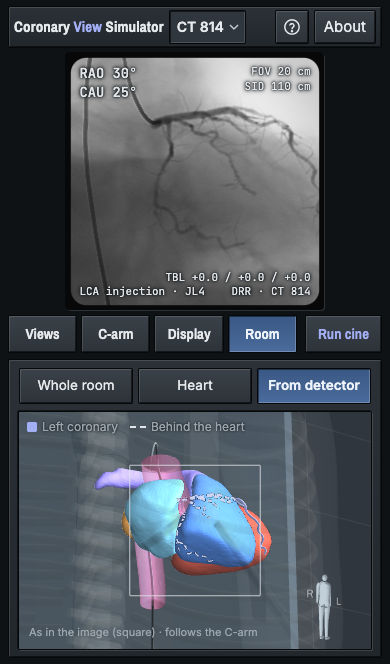 Coronary View Simulator CT 814 ? About
RAO 30° FOV 20 cm
CAU 25° SID 110 cm
TBL +0.0 / +0.0 / +0.0
LCA injection · JL4 DRR · CT 814
Views C-arm Display Room Run cine
Whole room Heart From detector
Left coronary Behind the heart
R L
As in the image (square) · follows the C-arm